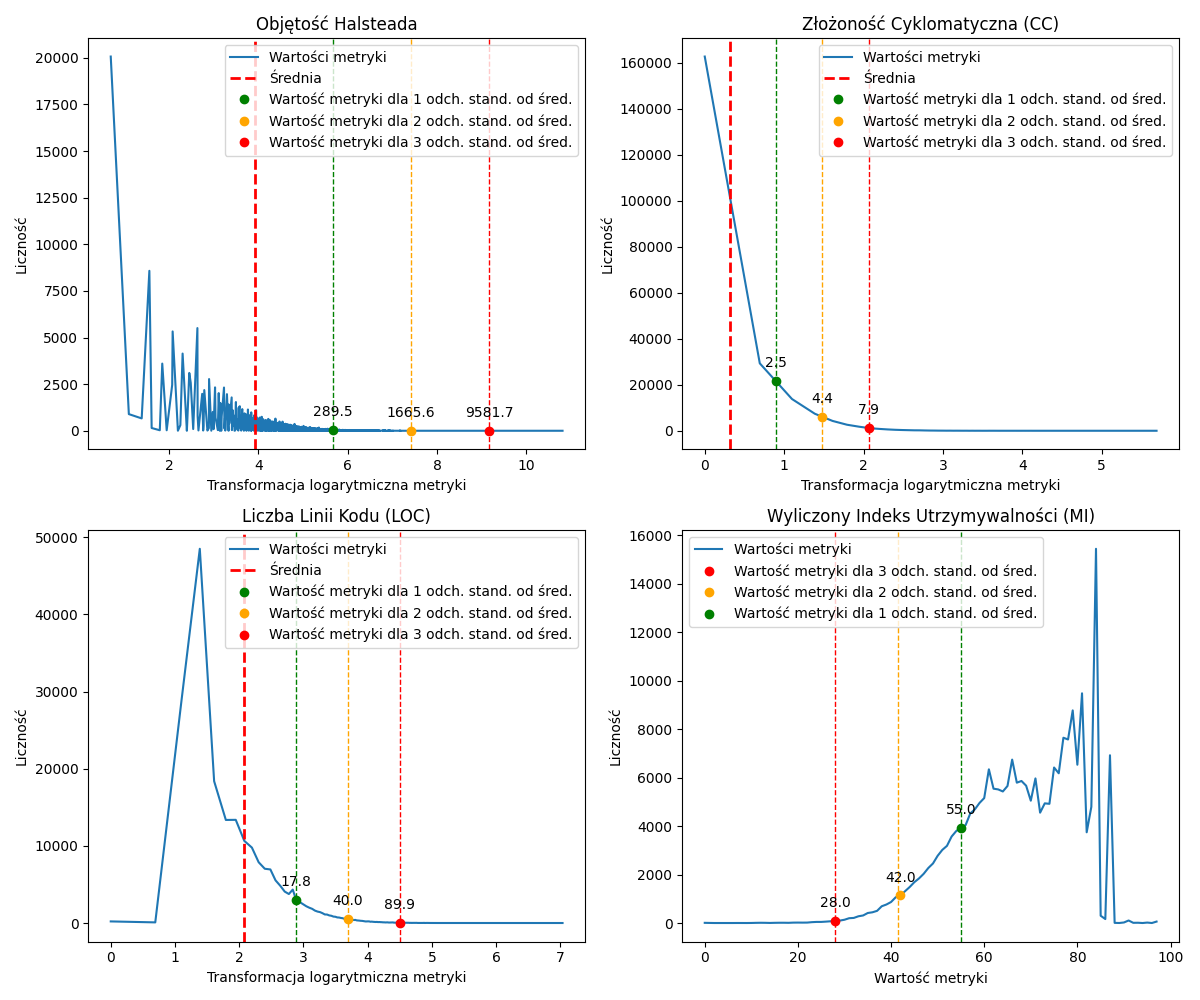 Objętość Halsteada
Liczność
20000
17500
15000
12500
10000
7500
5000
2500
0
Wartości metryki
Średnia
Wartość metryki dla 1 odch. stand. od śred.
Wartość metryki dla 2 odch. stand. od śred.
Wartość metryki dla 3 odch. stand. od śred.
289.5
1665.6
9581.7
2
4
6
8
10
Transformacja logarytmiczna metryki
Złożoność Cyklomatyczna (CC)
Liczność
160000
140000
120000
100000
80000
60000
40000
20000
0
Wartości metryki
Średnia
Wartość metryki dla 1 odch. stand. od śred.
Wartość metryki dla 2 odch. stand. od śred.
Wartość metryki dla 3 odch. stand. od śred.
2.5
4.4
7.9
0
1
2
3
4
5
Transformacja logarytmiczna metryki
Liczba Linii Kodu (LOC)
Liczność
50000
40000
30000
20000
10000
0
Wartości metryki
Średnia
Wartość metryki dla 1 odch. stand. od śred.
Wartość metryki dla 2 odch. stand. od śred.
Wartość metryki dla 3 odch. stand. od śred.
17.8
40.0
89.9
0
1
2
3
4
5
6
7
Transformacja logarytmiczna metryki
Wyliczony Indeks Utrzymywalności (MI)
Liczność
16000
14000
12000
10000
8000
6000
4000
2000
0
Wartości metryki
Wartość metryki dla 3 odch. stand. od śred.
Wartość metryki dla 2 odch. stand. od śred.
Wartość metryki dla 1 odch. stand. od śred.
55.0
42.0
28.0
0
20
40
60
80
100
Wartość metryki